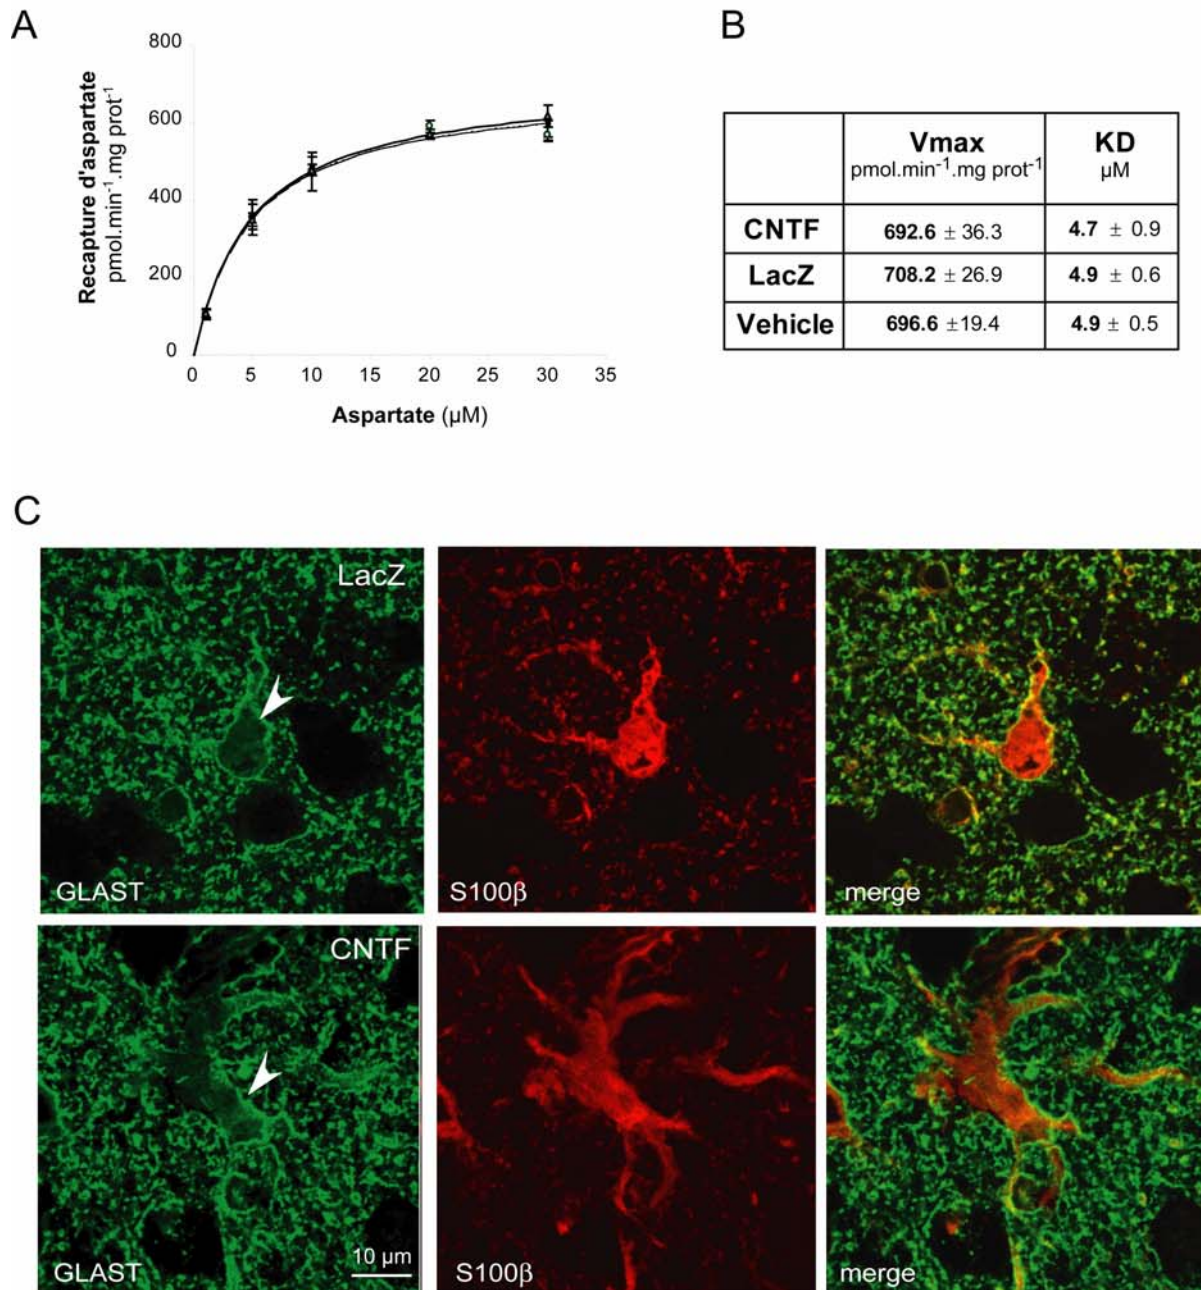 A
Recapture d'aspartate
pmol.min⁻¹.mg prot⁻¹
800
600
400
200
0
0 5 10 15 20 25 30 35
Aspartate (µM)
B
Vmax KD
pmol.min⁻¹.mg prot⁻¹ µM
CNTF 692.6 ± 36.3 4.7 ± 0.9
LacZ 708.2 ± 26.9 4.9 ± 0.6
Vehicle 696.6 ±19.4 4.9 ± 0.5
C
LacZ
GLAST S100β merge
CNTF
10 µm
GLAST S100β merge